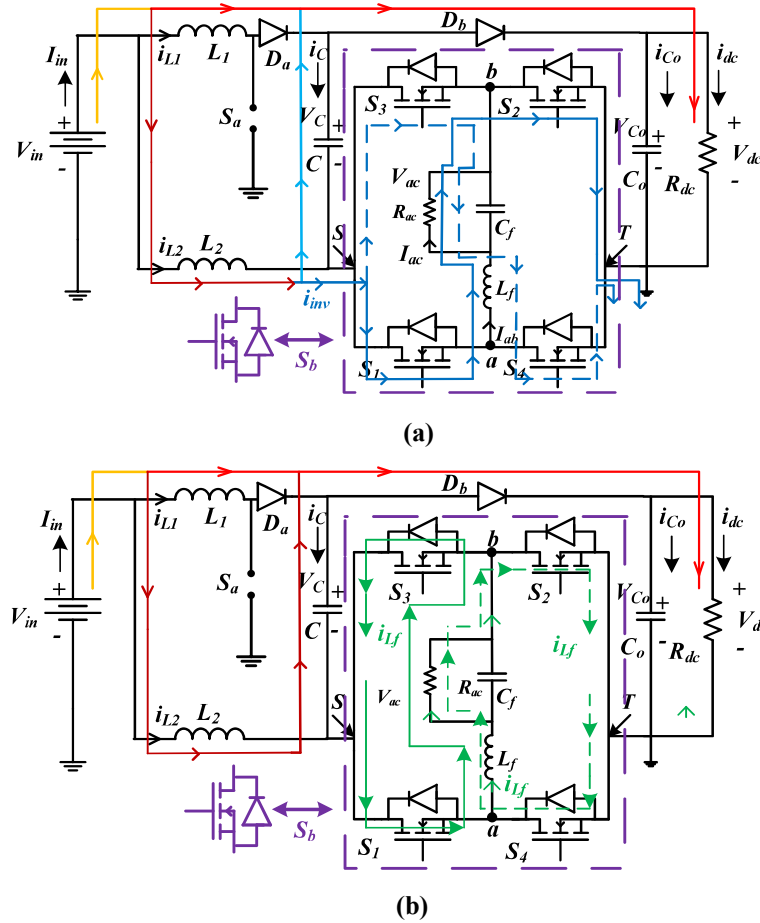 I_in
i_L1
L_1
D_a
i_C
D_b
b
i_Co
i_dc
S_3
S_2
S_a
V_C
+
-
C
V_in
+
-
V_ac
R_ac
C_f
I_ac
V_Co
+
-
C_o
R_dc
+
V_dc
-
i_L2
L_2
S
T
i_inv
L_f
I_ab
S_b
S_1
a
S_4
(a)
I_in
i_L1
L_1
D_a
i_C
D_b
b
i_Co
i_dc
S_3
S_2
S_a
V_C
+
-
C
V_in
+
-
i_Lf
i_Lf
V_ac
R_ac
C_f
V_Co
+
-
C_o
R_dc
+
V_d
-
i_L2
L_2
S
T
L_f
i_Lf
S_b
S_1
a
S_4
(b)